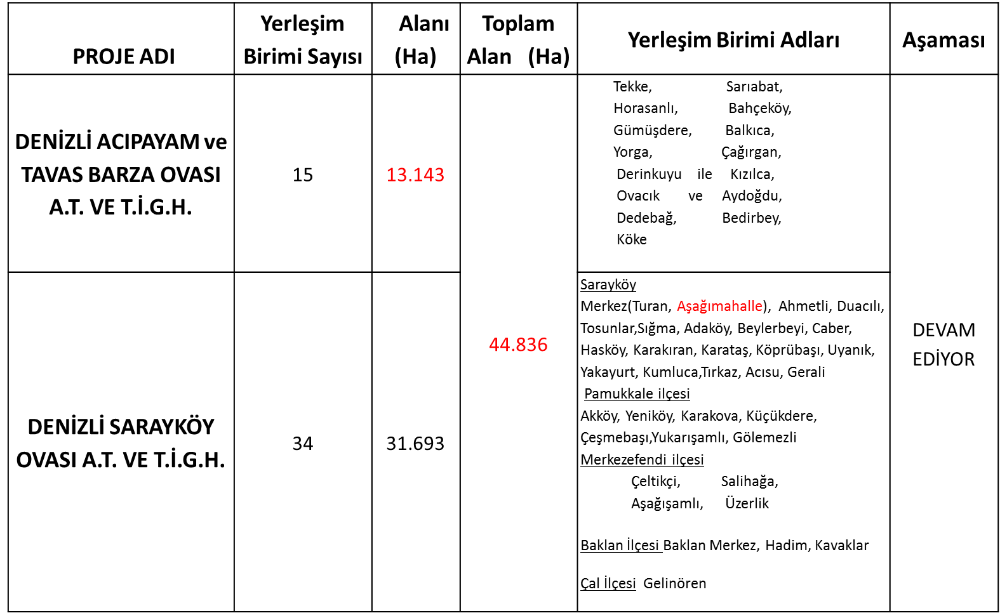 PROJE ADI
Yerleşim
Birimi Sayısı
Alanı
(Ha)
Toplam
Alan (Ha)
Yerleşim Birimi Adları
Aşaması
DENİZLİ ACIPAYAM ve
TAVAS BARZA OVASI
A.T. VE T.İ.G.H.
15
13.143
44.836
Tekke, Sarıabat,
Horasanlı, Bahçeköy,
Gümüşdere, Balkıca,
Yorga, Çağırgan,
Derinkuyu ile Kızılca,
Ovacık ve Aydoğdu,
Dedebağ, Bedirbey,
Köke
DEVAM
EDİYOR
DENİZLİ SARAYKÖY
OVASI A.T. VE T.İ.G.H.
34
31.693
Sarayköy
Merkez(Turan, Aşağımahalle), Ahmetli, Duacılı,
Tosunlar,Sığma, Adaköy, Beylerbeyi, Caber,
Hasköy, Karakıran, Karataş, Köprübaşı, Uyanık,
Yakayurt, Kumluca,Tırkaz, Acısu, Gerali
Pamukkale ilçesi
Akköy, Yeniköy, Karakova, Küçükdere,
Çeşmebaşı,Yukarışamlı, Gölemezli
Merkezefendi ilçesi
Çeltikçi, Salihağa,
Aşağışamlı, Üzerlik
Baklan İlçesi Baklan Merkez, Hadim, Kavaklar
Çal İlçesi Gelinören